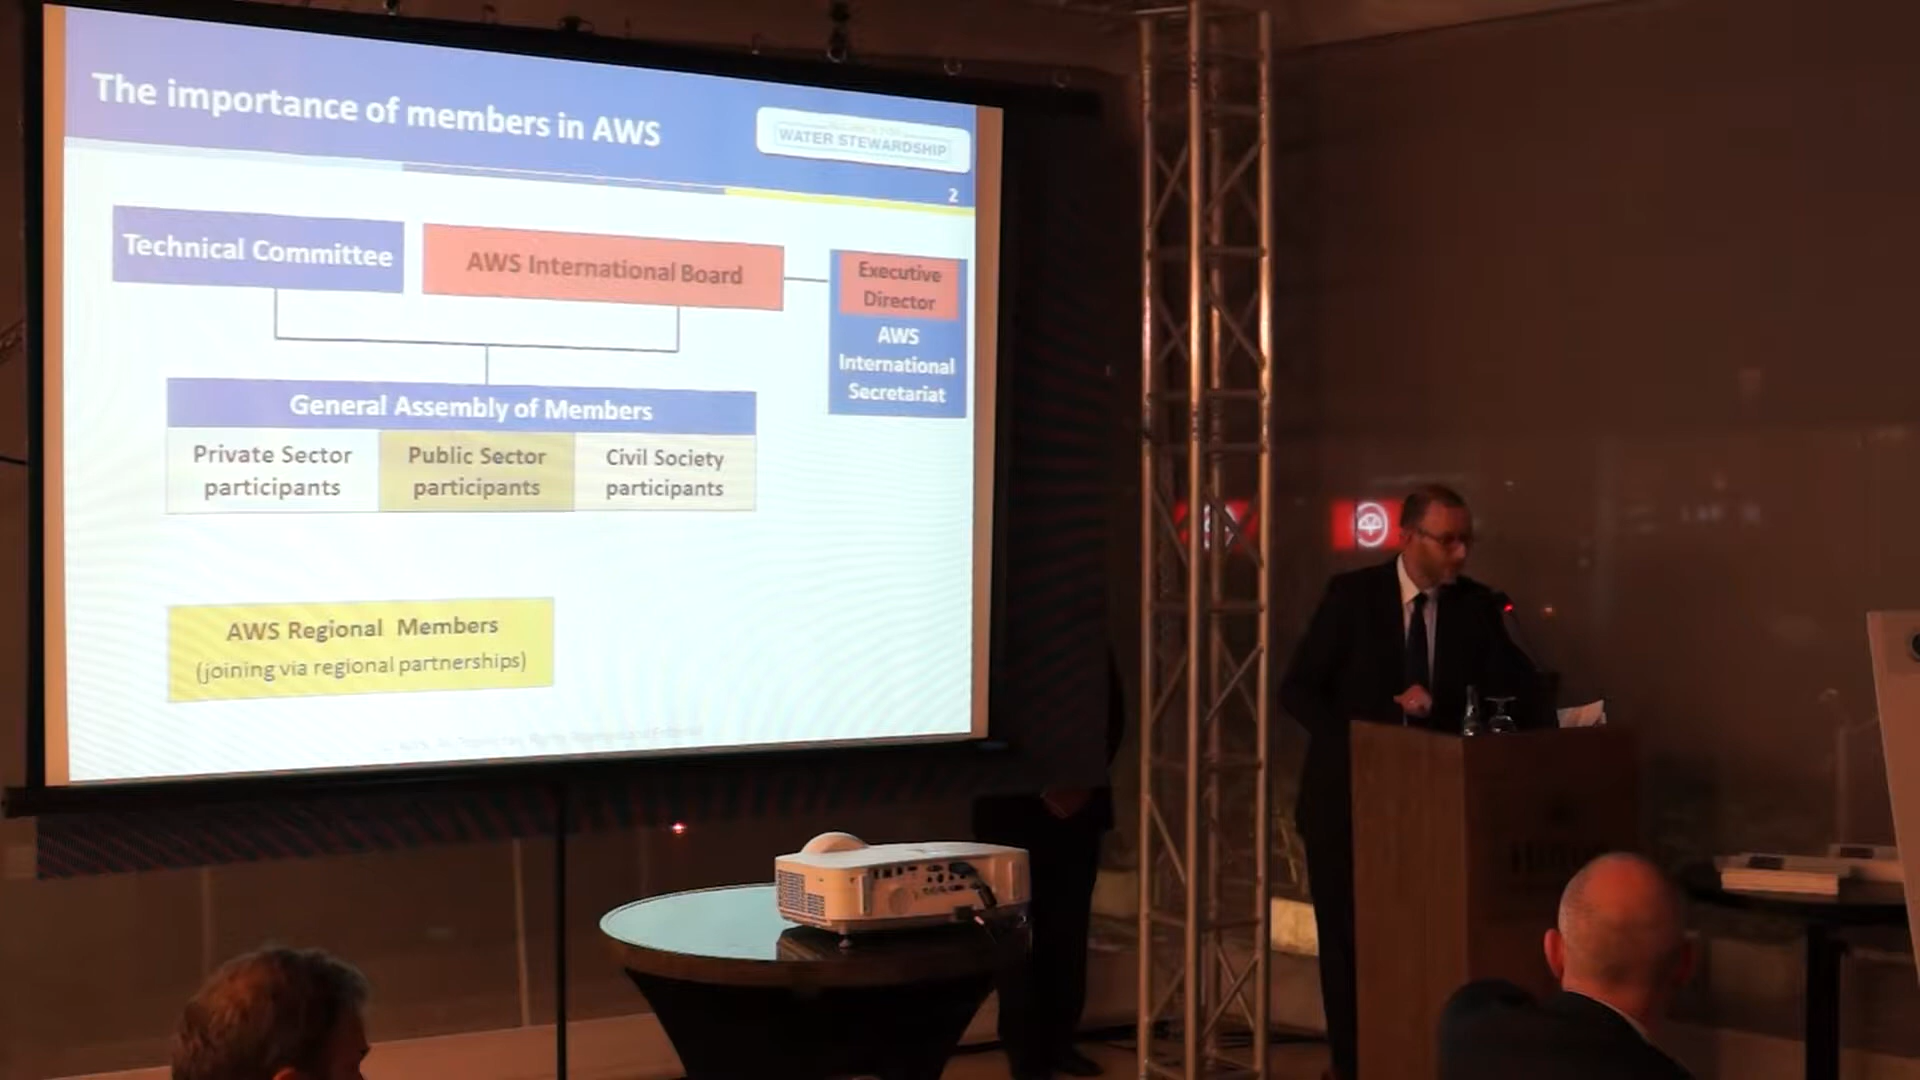 The importance of members in AWS
WATER STEWARDSHIP
2
Technical Committee
AWS International Board
Executive
Director
AWS
International
Secretariat
General Assembly of Members
Private Sector
participants
Public Sector
participants
Civil Society
participants
AWS Regional Members
(joining via regional partnerships)